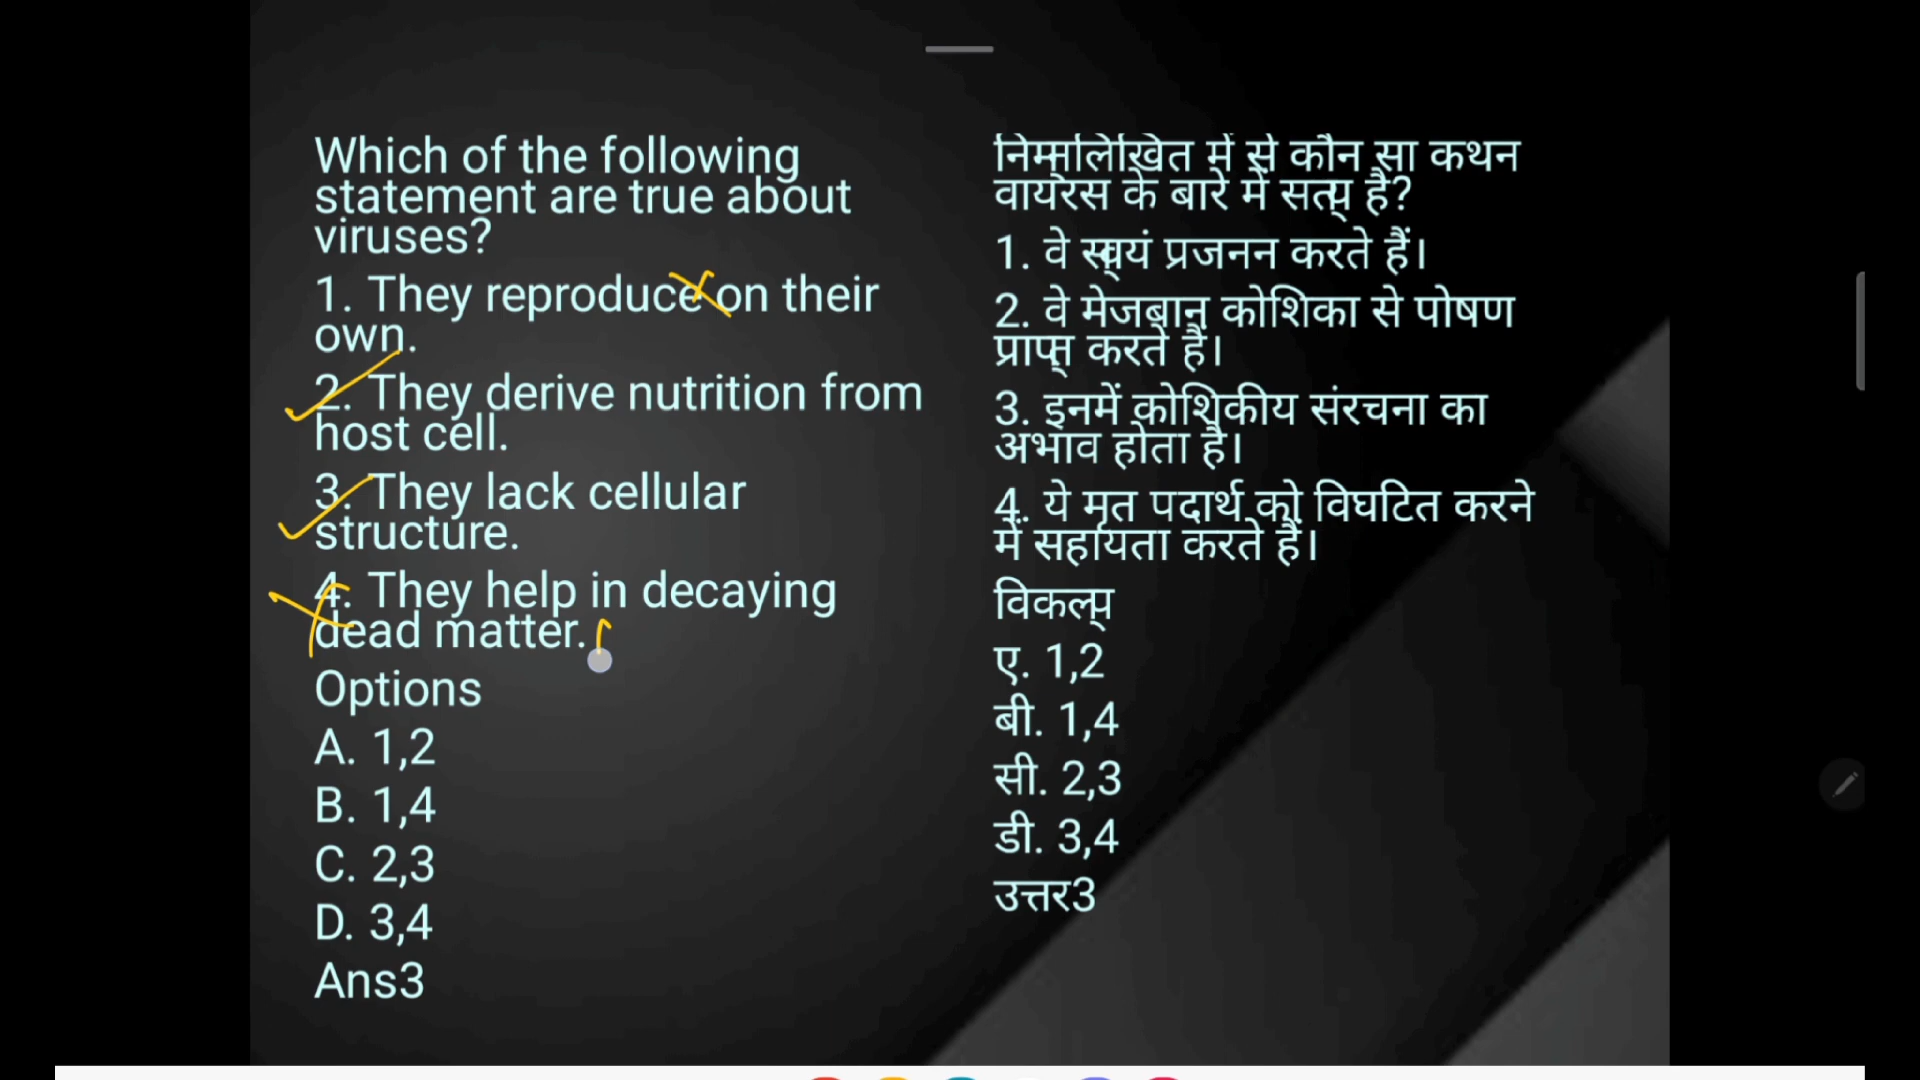 Which of the following
statement are true about
viruses?
1. They reproduce on their
own.
2. They derive nutrition from
host cell.
3. They lack cellular
structure.
4. They help in decaying
dead matter.
Options
A. 1,2
B. 1,4
C. 2,3
D. 3,4
Ans3
निम्नलिखित में से कौन सा कथन
वायरस के बारे में सत्य है?
1. वे स्वयं प्रजनन करते हैं।
2. वे मेजबान कोशिका से पोषण
प्राप्त करते हैं।
3. इनमें कोशिकीय संरचना का
अभाव होता है।
4. ये मृत पदार्थ को विघटित करने
में सहायता करते हैं।
विकल्प
ए. 1,2
बी. 1,4
सी. 2,3
डी. 3,4
उत्तर3